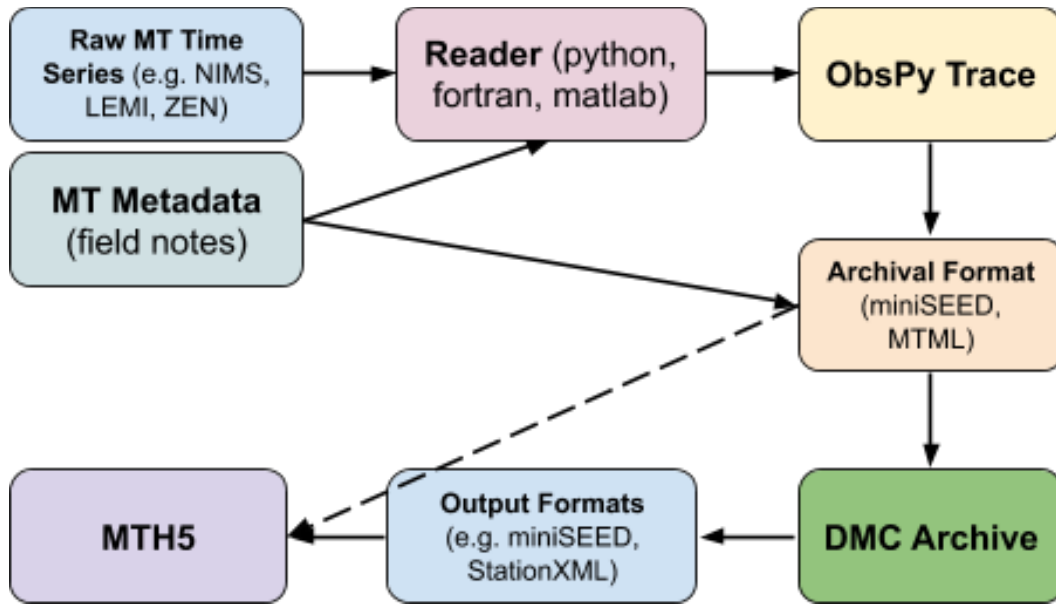 Raw MT Time
Series (e.g. NIMS,
LEMI, ZEN)
Reader (python,
fortran, matlab)
ObsPy Trace
MT Metadata
(field notes)
Archival Format
(miniSEED,
MTML)
MTH5
Output Formats
(e.g. miniSEED,
StationXML)
DMC Archive